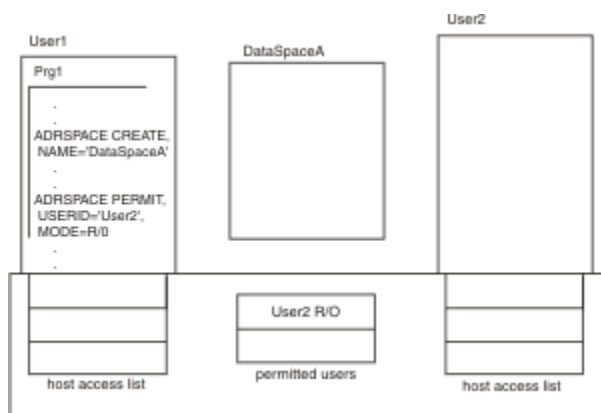 User1
Prg1
.
.
ADRSPACE CREATE,
NAME='DataSpaceA'
.
.
ADRSPACE PERMIT,
USERID='User2',
MODE=R/0
.
.
host access list
DataSpaceA
User2 R/O
permitted users
User2
host access list